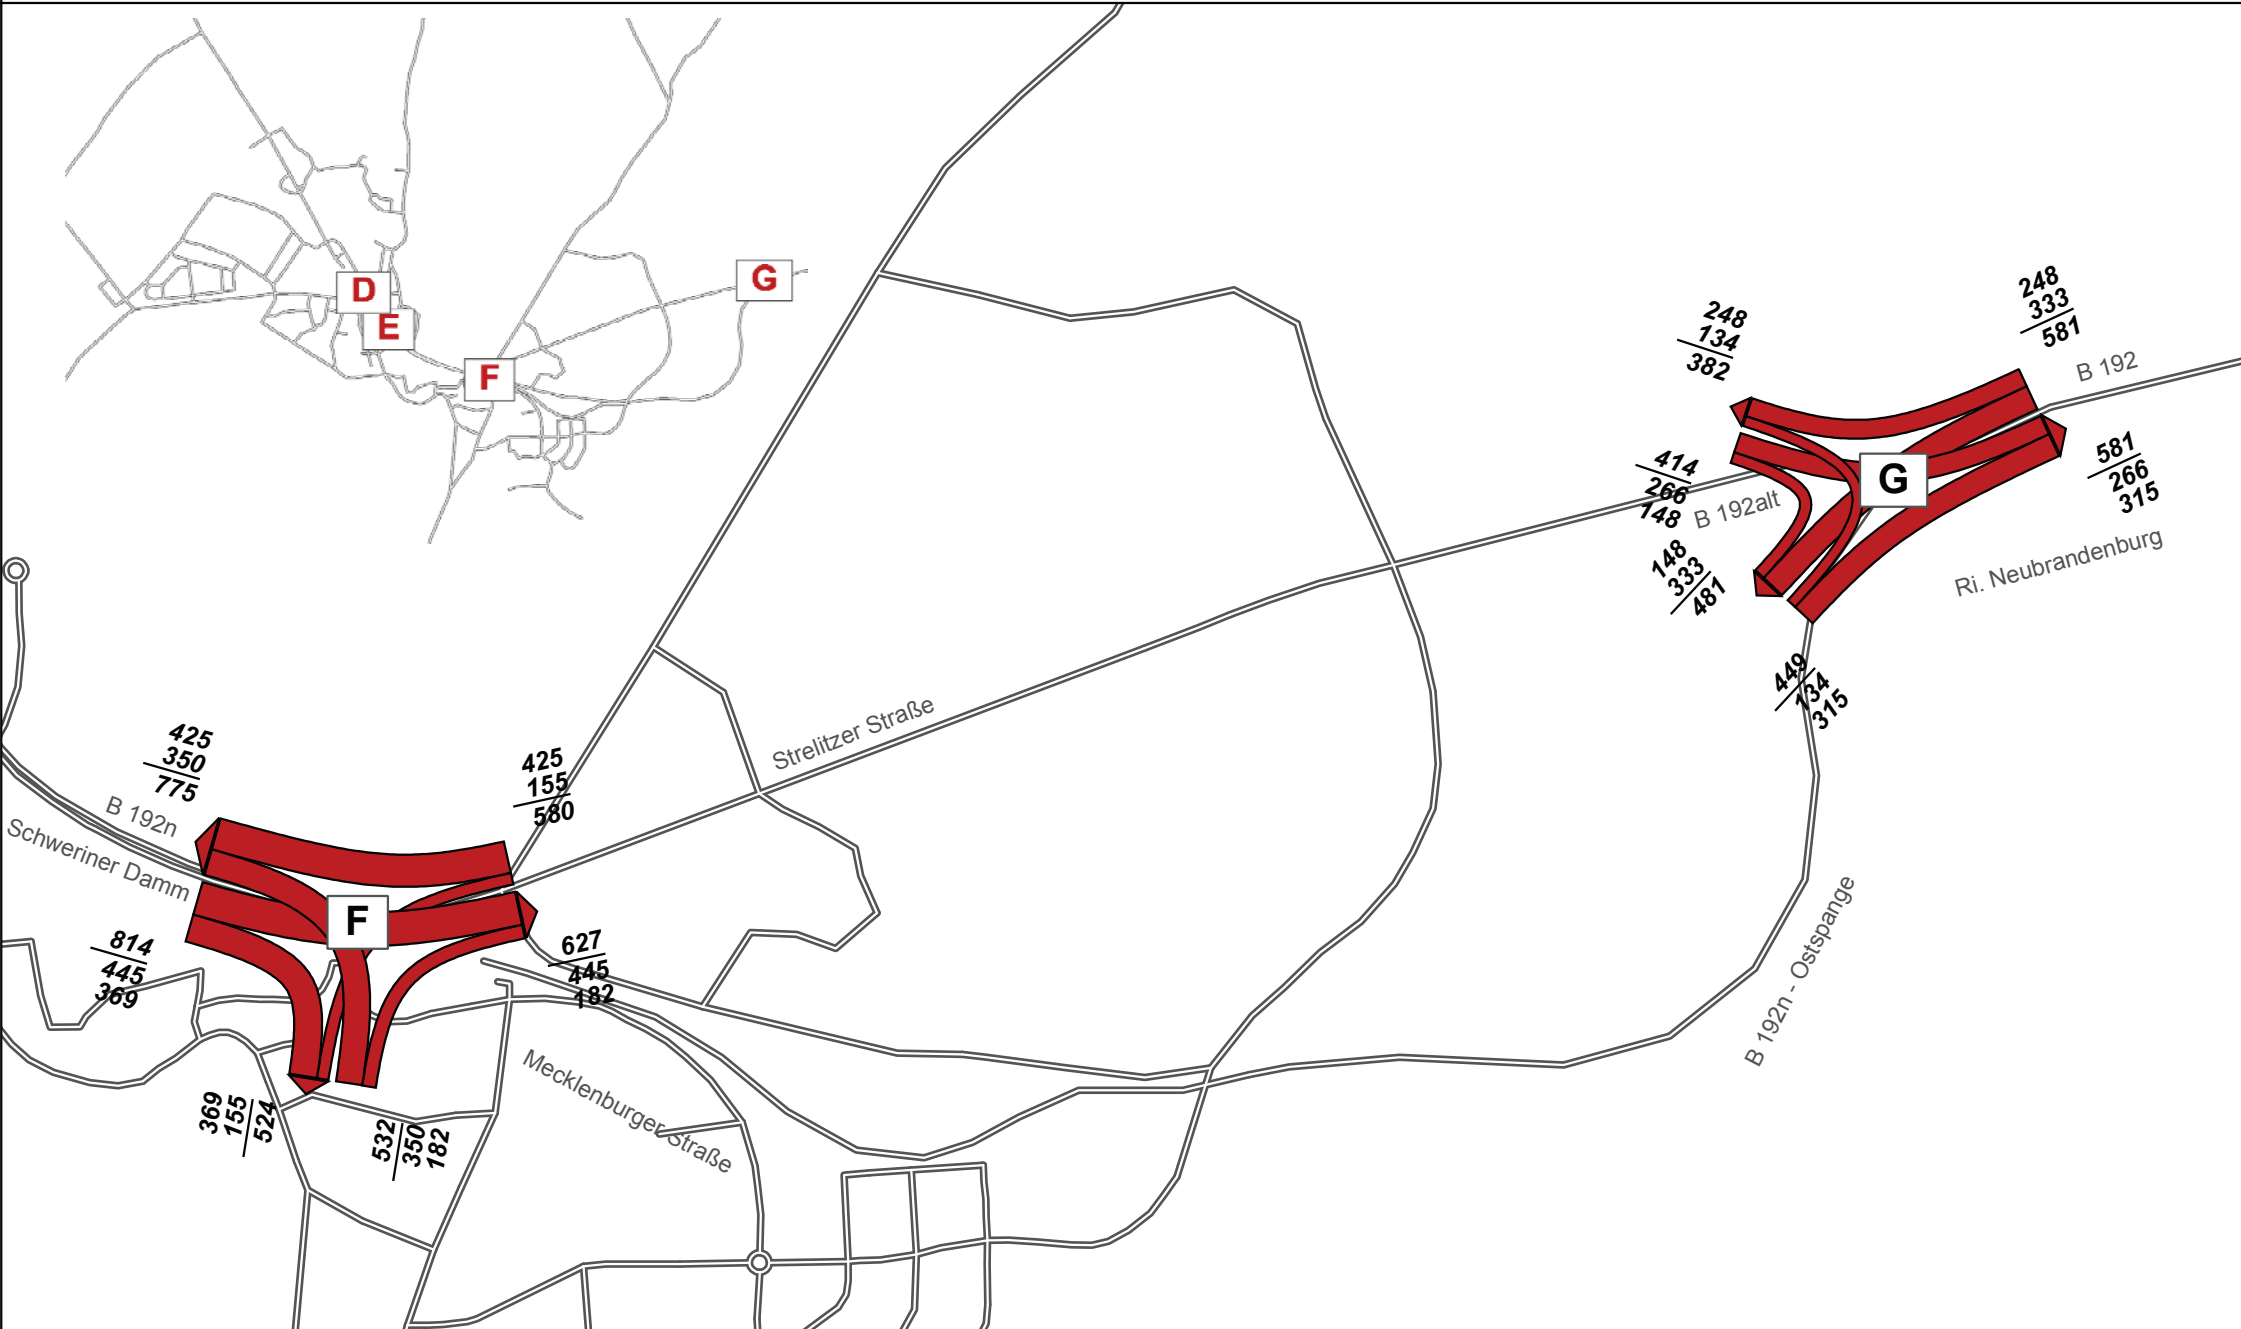 D
E
F
G
248
134
382
248
333
581
B 192
414
266
148
B 192alt
G
581
266
315
Ri. Neubrandenburg
148
333
481
449
134
315
Strelitzer Straße
425
350
775
425
155
580
B 192n
Schweriner Damm
F
814
445
369
627
445
182
B 192n - Ostspange
Mecklenburger Straße
369
155
524
532
350
182